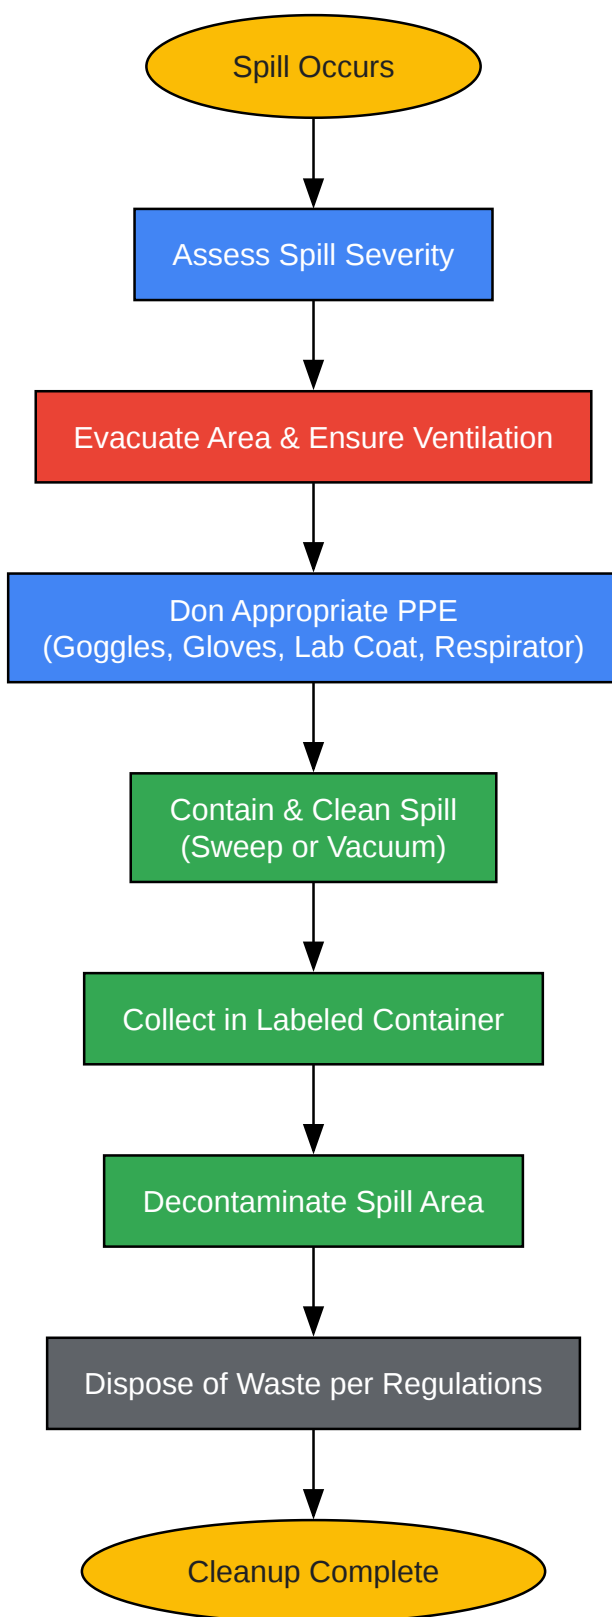 Spill Occurs
Assess Spill Severity
Evacuate Area & Ensure Ventilation
Don Appropriate PPE
(Goggles, Gloves, Lab Coat, Respirator)
Contain & Clean Spill
(Sweep or Vacuum)
Collect in Labeled Container
Decontaminate Spill Area
Dispose of Waste per Regulations
Cleanup Complete